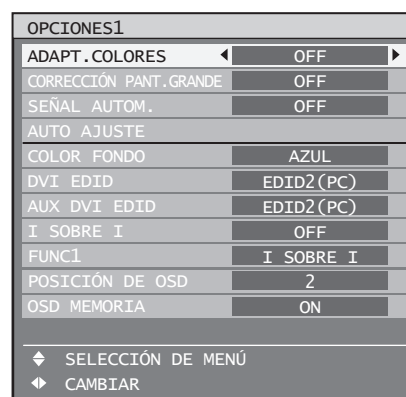 OPCIONES1
ADAPT.COLORES OFF
CORRECCIÓN PANT.GRANDE OFF
SEÑAL AUTOM. OFF
AUTO AJUSTE
COLOR FONDO AZUL
DVI EDID EDID2(PC)
AUX DVI EDID EDID2(PC)
I SOBRE I OFF
FUNC1 I SOBRE I
POSICIÓN DE OSD 2
OSD MEMORIA ON
SELECCIÓN DE MENÚ
CAMBIAR